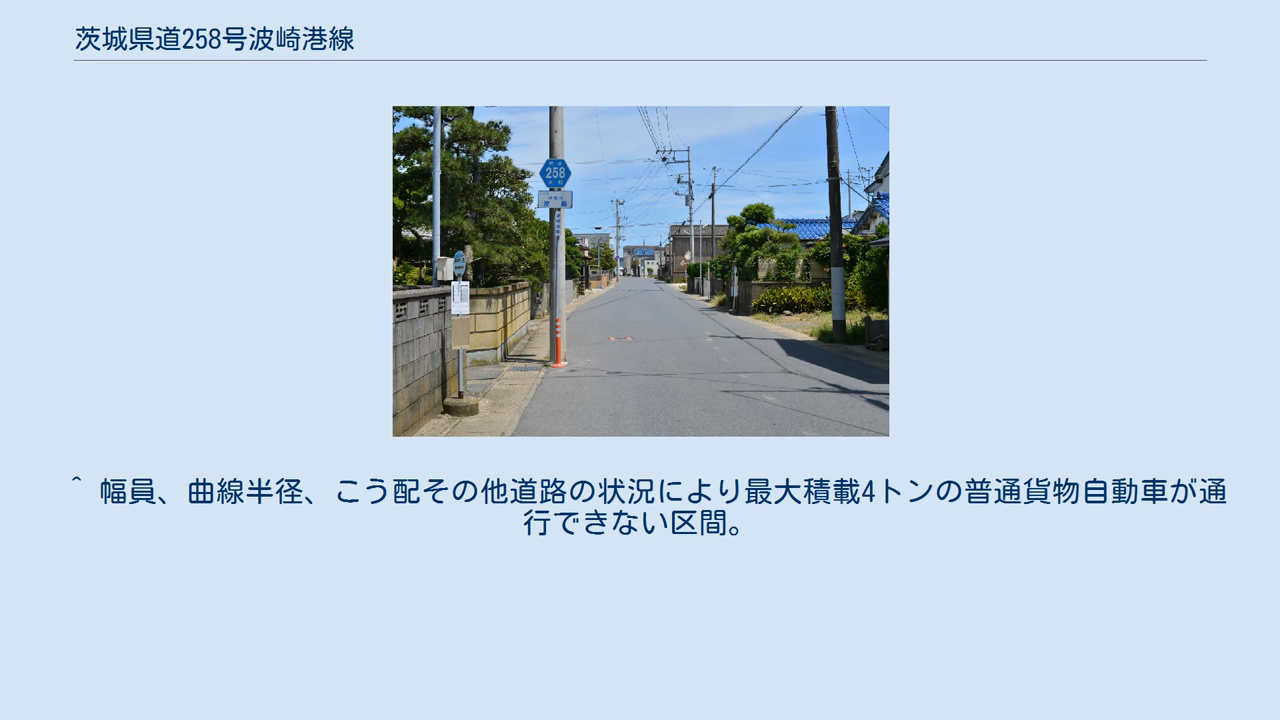 茨城県道258号波崎港線
258
^ 幅員、曲線半径、こう配その他道路の状況により最大積載4トンの普通貨物自動車が通
行できない区間。